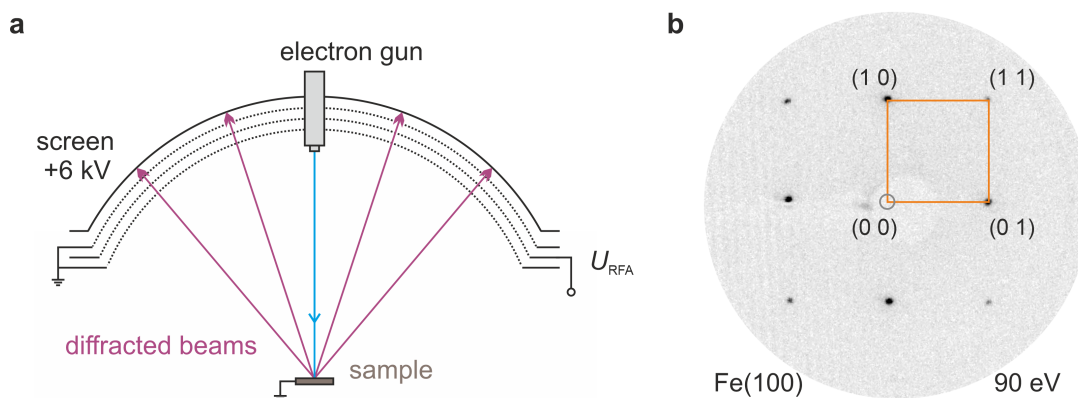 a
electron gun
screen
+6 kV
U_RFA
diffracted beams
sample
b
(1 0)
(1 1)
(0 0)
(0 1)
Fe(100)
90 eV